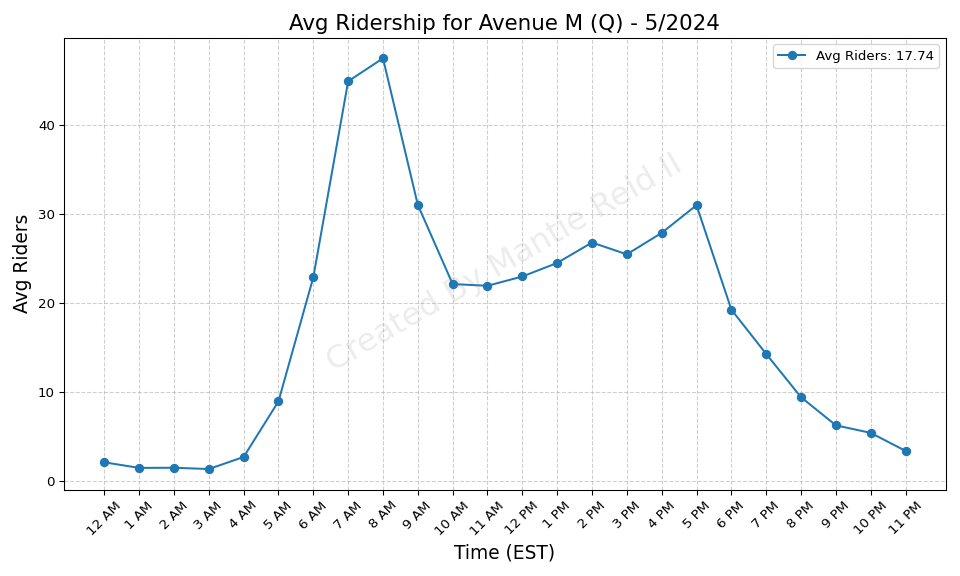 Avg Ridership for Avenue M (Q) - 5/2024
Avg Riders: 17.74
Avg Riders
40
30
20
10
0
Created By Mantie Reid II
12 AM
1 AM
2 AM
3 AM
4 AM
5 AM
6 AM
7 AM
8 AM
9 AM
10 AM
11 AM
12 PM
1 PM
2 PM
3 PM
4 PM
5 PM
6 PM
7 PM
8 PM
9 PM
10 PM
11 PM
Time (EST)